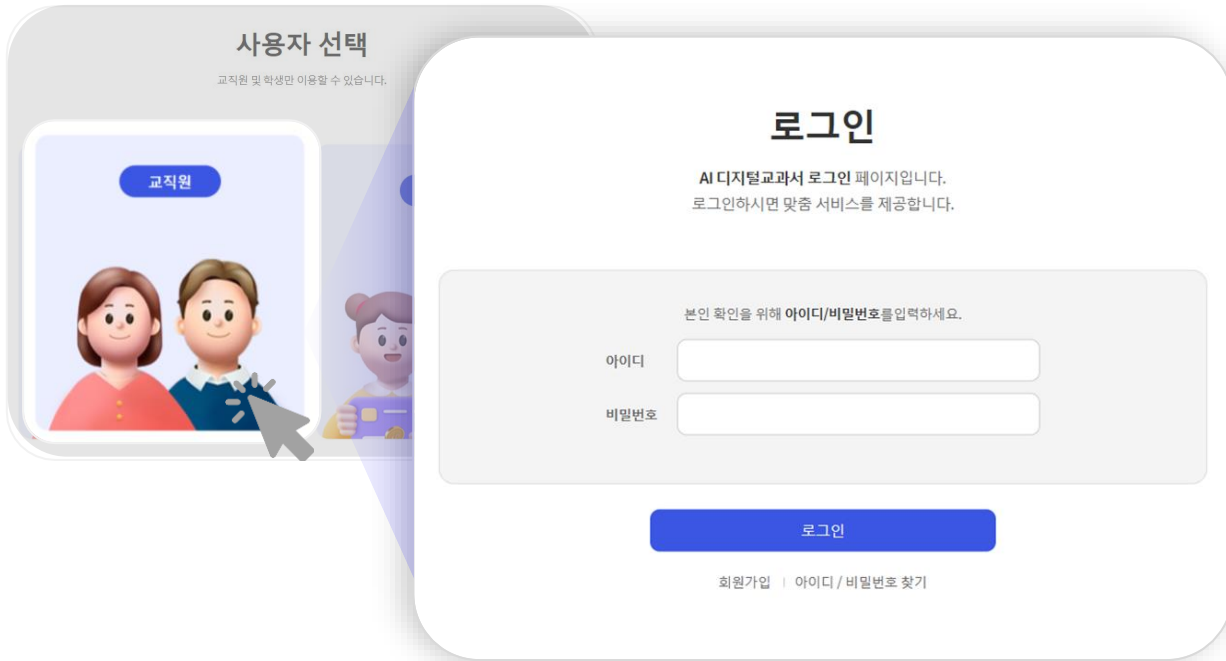 사용자 선택
교직원 및 학생만 이용할 수 있습니다.
교직원
로그인
AI 디지털교과서 로그인 페이지입니다.
로그인하시면 맞춤 서비스를 제공합니다.
본인 확인을 위해 아이디/비밀번호를입력하세요.
아이디
비밀번호
로그인
회원가입 | 아이디 / 비밀번호 찾기